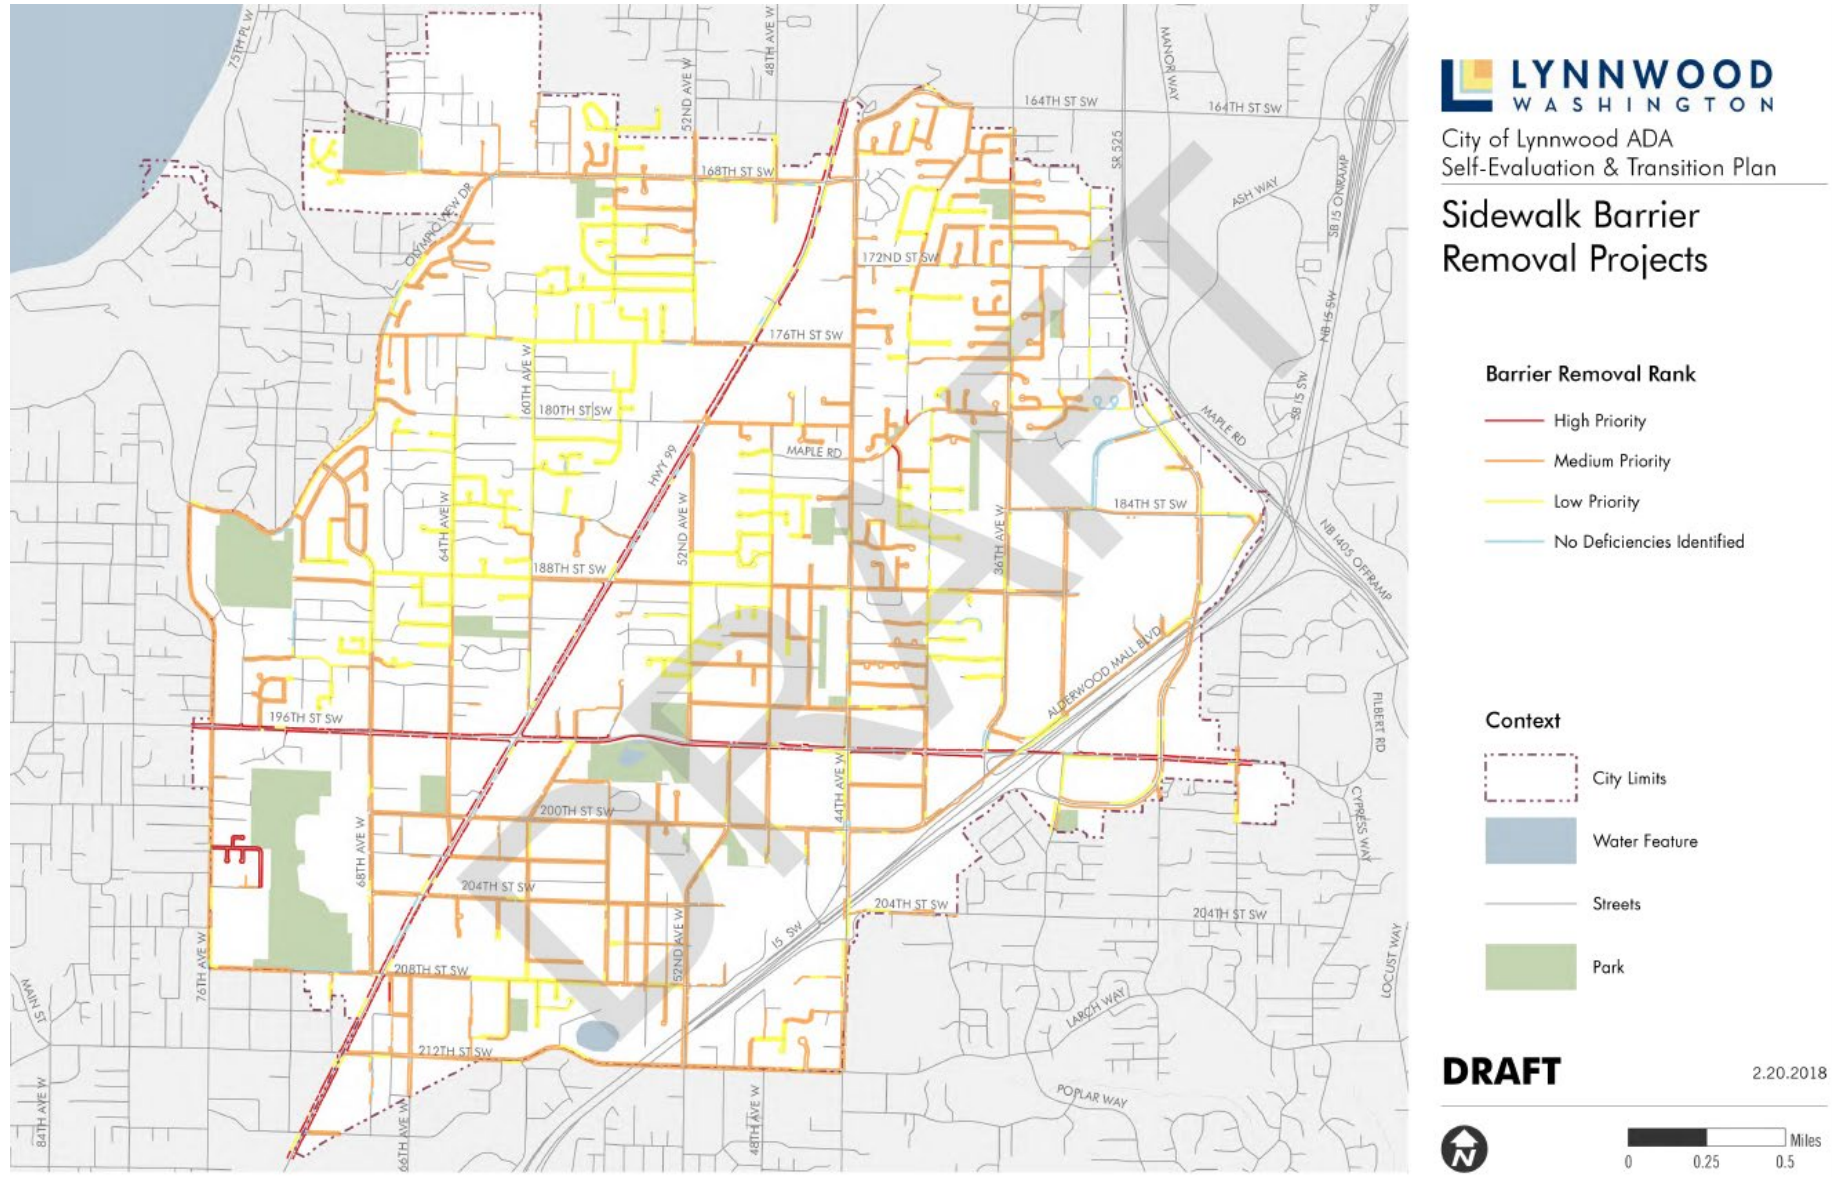 75TH PL W
48TH AVE W
52ND AVE W
MANOR WAY
164TH ST SW
164TH ST SW
SR 525
168TH ST SW
OLYMPIC VIEW DR
ASH WAY
SB I5 ONRAMP
172ND ST SW
NB I5 SW
176TH ST SW
60TH AVE W
180TH ST SW
SB I5 SW
MAPLE RD
MAPLE RD
HWY 99
64TH AVE W
52ND AVE W
184TH ST SW
36TH AVE W
NB I405 OFFRAMP
188TH ST SW
ALDERWOOD MALL BLVD
FILBERT RD
196TH ST SW
44TH AVE W
200TH ST SW
68TH AVE W
CYPRESS WAY
204TH ST SW
204TH ST SW
204TH ST SW
I5 SW
52ND AVE W
76TH AVE W
208TH ST SW
LOCUST WAY
MAIN ST
LARCH WAY
212TH ST SW
84TH AVE W
66TH AVE W
48TH AVE W
POPLAR WAY
DRAFT
LYNNWOOD
WASHINGTON
City of Lynnwood ADA
Self-Evaluation & Transition Plan
Sidewalk Barrier
Removal Projects
Barrier Removal Rank
High Priority
Medium Priority
Low Priority
No Deficiencies Identified
Context
City Limits
Water Feature
Streets
Park
DRAFT 2.20.2018
N
Miles
0 0.25 0.5